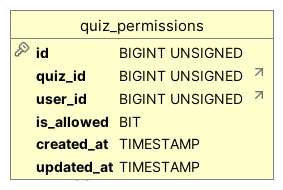 quiz_permissions
id BIGINT UNSIGNED
quiz_id BIGINT UNSIGNED
user_id BIGINT UNSIGNED
is_allowed BIT
created_at TIMESTAMP
updated_at TIMESTAMP